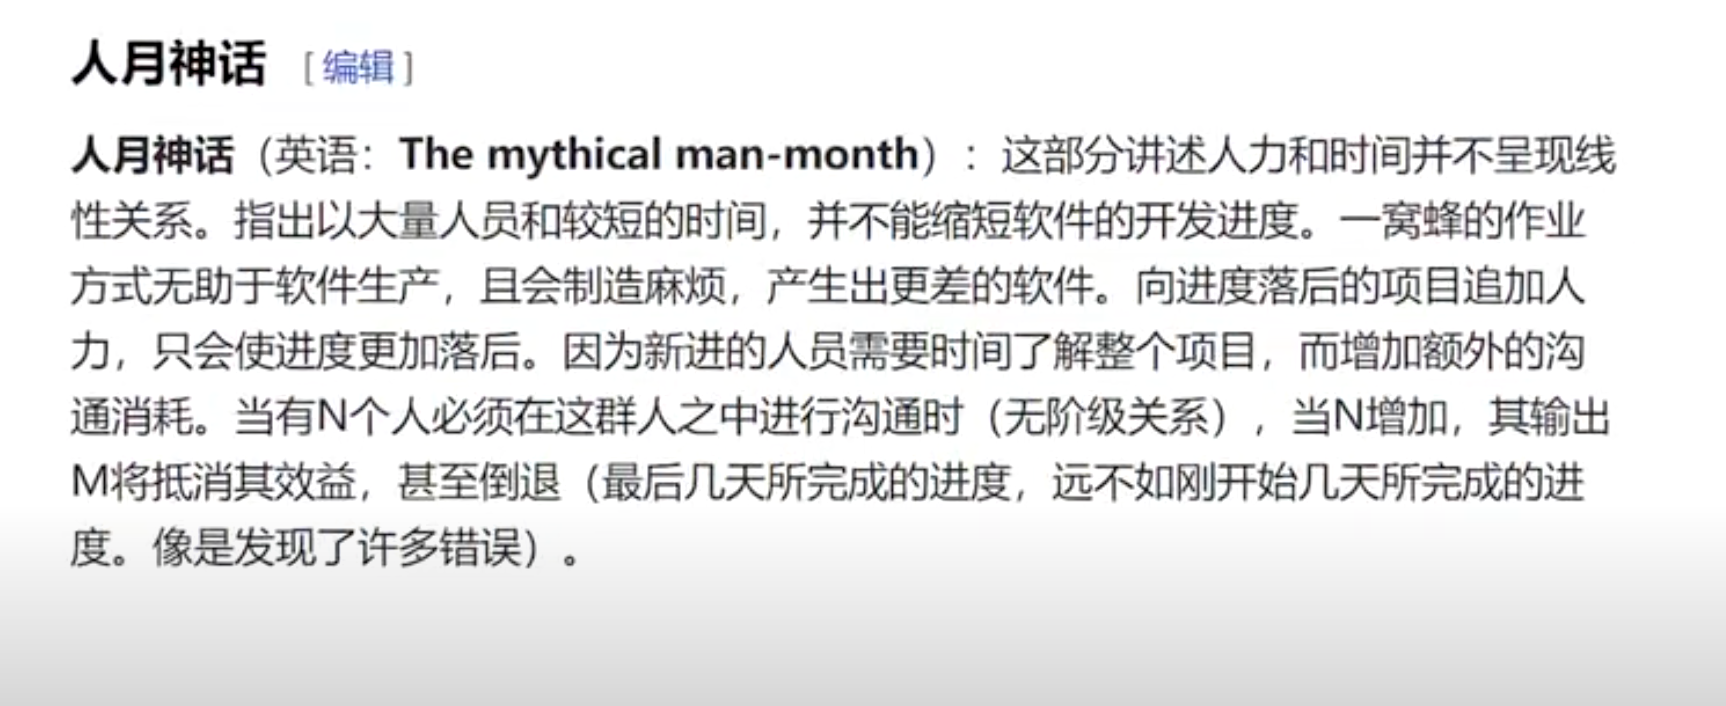 人月神话 [编辑]
人月神话（英语：The mythical man-month）：这部分讲述人力和时间并不呈现线
性关系。指出以大量人员和较短的时间，并不能缩短软件的开发进度。一窝蜂的作业
方式无助于软件生产，且会制造麻烦，产生出更差的软件。向进度落后的项目追加人
力，只会使进度更加落后。因为新进的人员需要时间了解整个项目，而增加额外的沟
通消耗。当有N个人必须在这群人之中进行沟通时（无阶级关系），当N增加，其输出
M将抵消其效益，甚至倒退（最后几天所完成的进度，远不如刚开始几天所完成的进
度。像是发现了许多错误）。